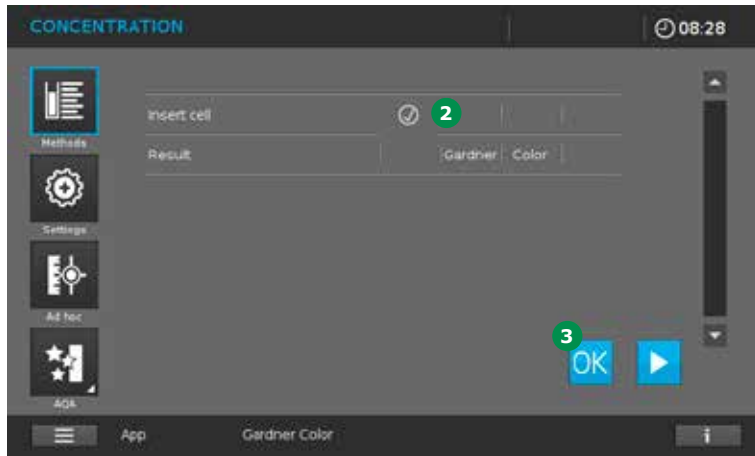 CONCENTRATION 08:28
Insert cell 2
Methods
Result Gardner Color
Settings
Ad hoc
3
OK
AQA
App Gardner Color i